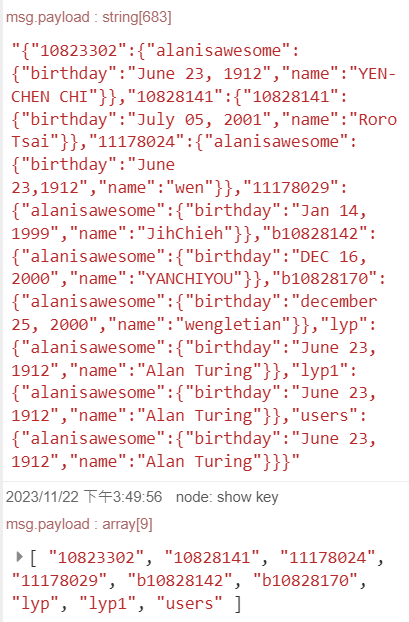 msg.payload : string[683]
"{"10823302":{"alanisawesome":
{"birthday":"June 23, 1912","name":"YEN-
CHEN CHI"}},"10828141":{"10828141":
{"birthday":"July 05, 2001","name":"Roro
Tsai"}},"11178024":{"alanisawesome":
{"birthday":"June
23,1912","name":"wen"}},"11178029":
{"alanisawesome":{"birthday":"Jan 14,
1999","name":"JihChieh"}},"b10828142":
{"alanisawesome":{"birthday":"DEC 16,
2000","name":"YANCHIYOU"}},"b10828170":
{"alanisawesome":{"birthday":"december
25, 2000","name":"wengletian"}},"lyp":
{"alanisawesome":{"birthday":"June 23,
1912","name":"Alan Turing"}},"lyp1":
{"alanisawesome":{"birthday":"June 23,
1912","name":"Alan Turing"}},"users":
{"alanisawesome":{"birthday":"June 23,
1912","name":"Alan Turing"}}}"
2023/11/22 下午3:49:56 node: show key
msg.payload : array[9]
[ "10823302", "10828141", "11178024",
"11178029", "b10828142", "b10828170",
"lyp", "lyp1", "users" ]